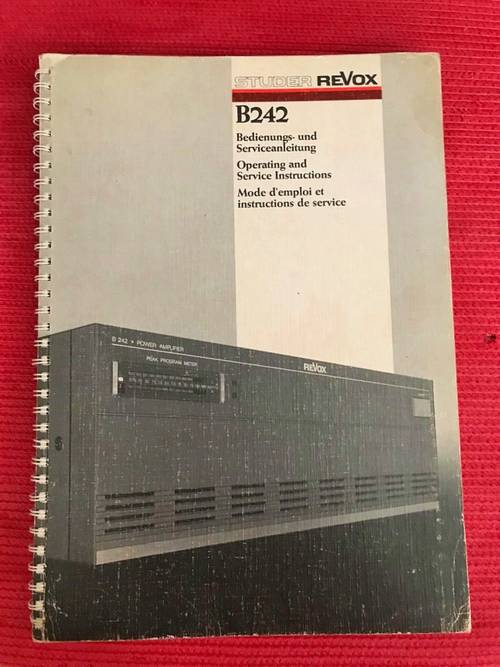 STUDER REVOX
B242
Bedienungs- und
Serviceanleitung
Operating and
Service Instructions
Mode d'emploi et
instructions de service
B 242 • POWER AMPLIFIER
PEAK PROGRAM METER
REVOX